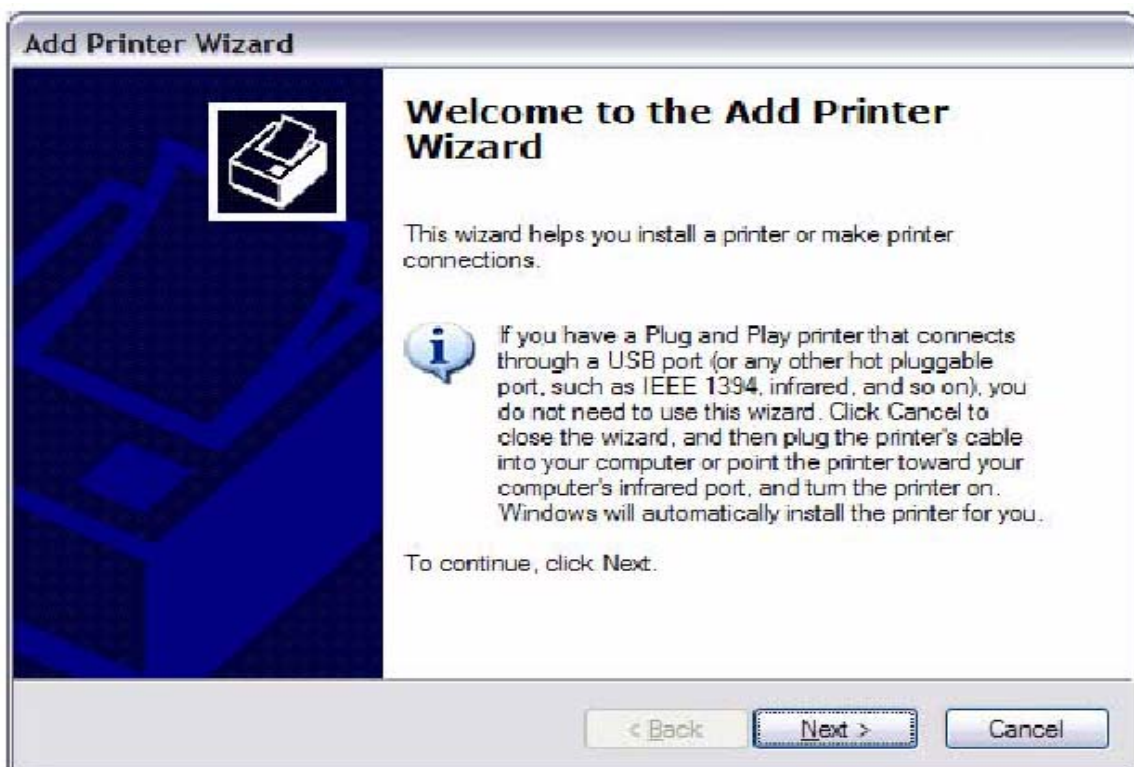 Add Printer Wizard
Welcome to the Add Printer
Wizard
This wizard helps you install a printer or make printer
connections.
If you have a Plug and Play printer that connects
through a USB port (or any other hot pluggable
port, such as IEEE 1394, infrared, and so on), you
do not need to use this wizard. Click Cancel to
close the wizard, and then plug the printer's cable
into your computer or point the printer toward your
computer's infrared port, and turn the printer on.
Windows will automatically install the printer for you.
To continue, click Next.
< Back Next > Cancel